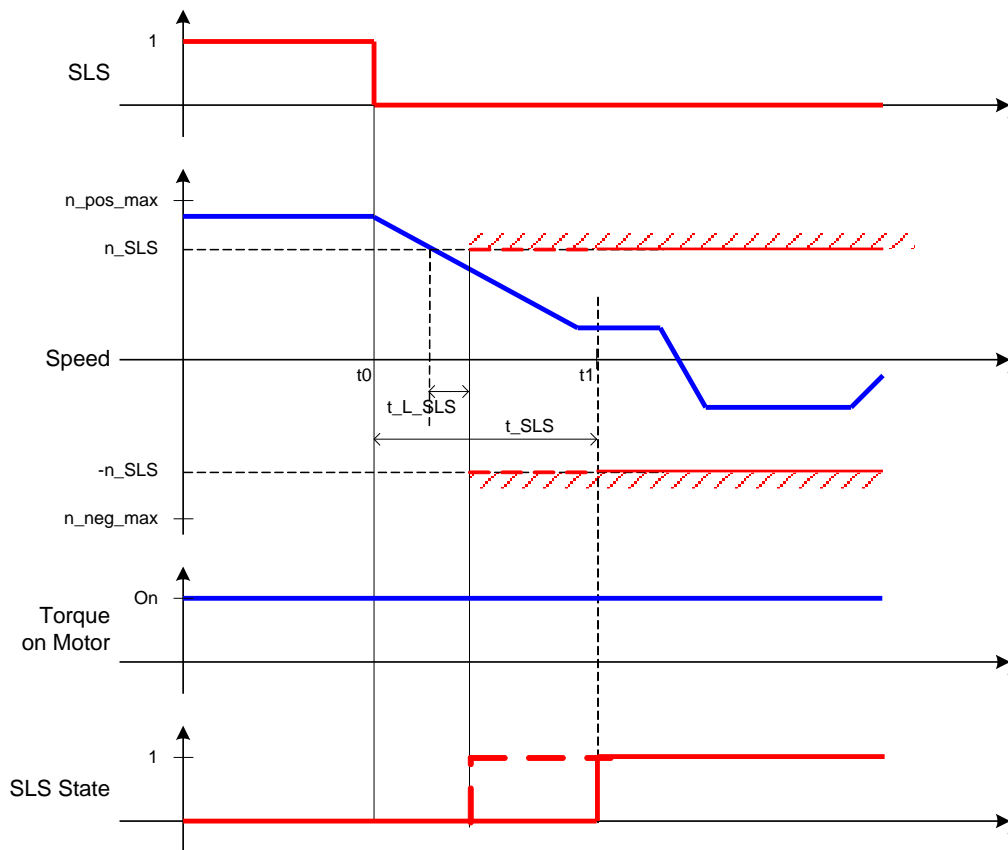 1
SLS
n_pos_max
n_SLS
Speed
t0
t1
t_L_SLS
t_SLS
-n_SLS
n_neg_max
On
Torque
on Motor
1
SLS State